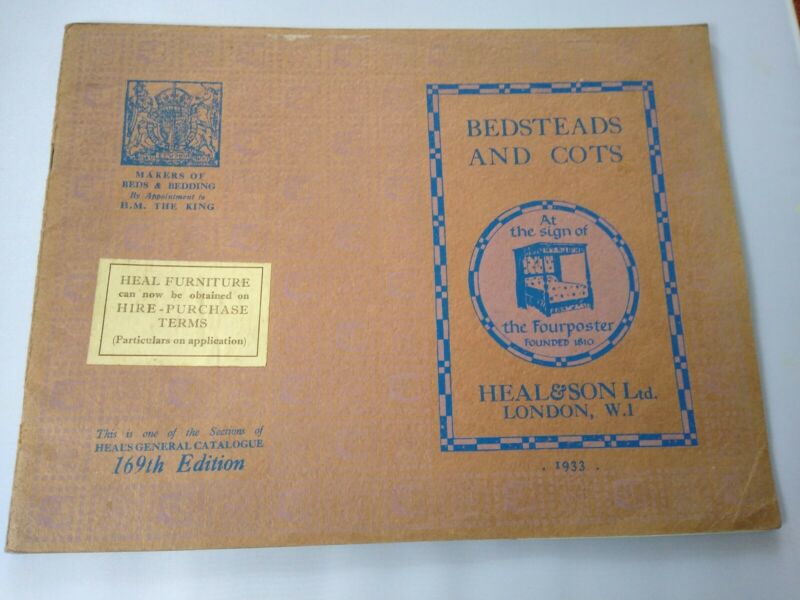 MAKERS OF
BEDS & BEDDING
By Appointment to
H.M. THE KING
HEAL FURNITURE
can now be obtained on
HIRE-PURCHASE
TERMS
(Particulars on application)
This is one of the Sections of
HEAL'S GENERAL CATALOGUE
169th Edition
BEDSTEADS
AND COTS
At
the sign of
the Fourposter
FOUNDED 1810
HEAL & SON Ltd.
LONDON, W.1
. 1933 .